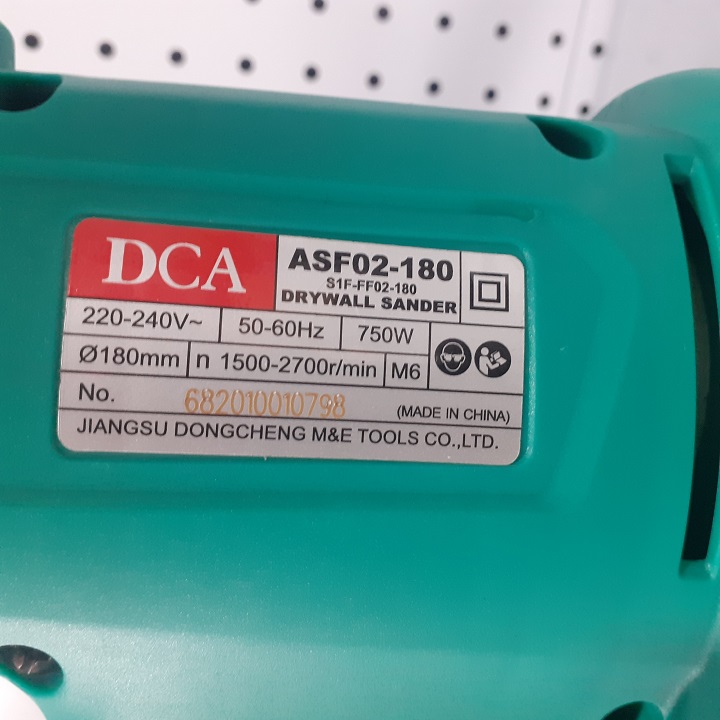 DCA
ASF02-180
S1F-FF02-180
DRYWALL SANDER
220-240V~ 50-60Hz 750W
Ø180mm n 1500-2700r/min M6
No. 682010010798 (MADE IN CHINA)
JIANGSU DONGCHENG M&E TOOLS CO.,LTD.